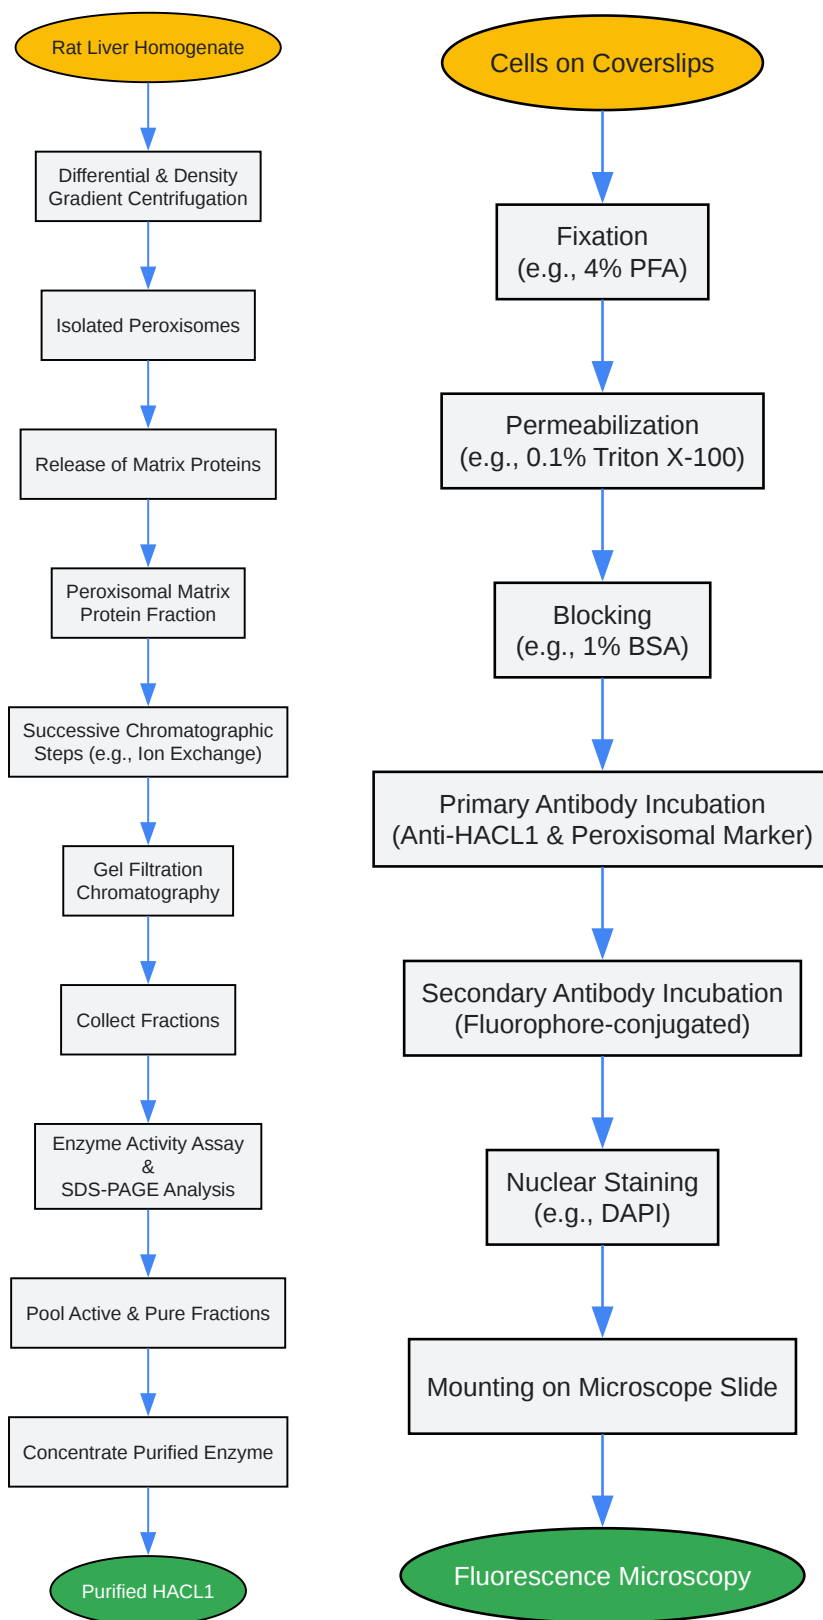 Rat Liver Homogenate
Differential & Density
Gradient Centrifugation
Isolated Peroxisomes
Release of Matrix Proteins
Peroxisomal Matrix
Protein Fraction
Successive Chromatographic
Steps (e.g., Ion Exchange)
Gel Filtration
Chromatography
Collect Fractions
Enzyme Activity Assay
&
SDS-PAGE Analysis
Pool Active & Pure Fractions
Concentrate Purified Enzyme
Purified HACL1
Cells on Coverslips
Fixation
(e.g., 4% PFA)
Permeabilization
(e.g., 0.1% Triton X-100)
Blocking
(e.g., 1% BSA)
Primary Antibody Incubation
(Anti-HACL1 & Peroxisomal Marker)
Secondary Antibody Incubation
(Fluorophore-conjugated)
Nuclear Staining
(e.g., DAPI)
Mounting on Microscope Slide
Fluorescence Microscopy